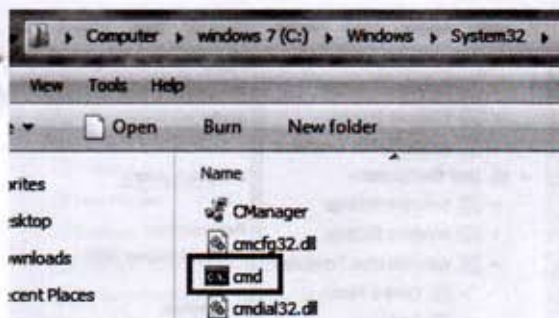 Computer ▸ windows 7 (C:) ▸ Windows ▸ System32 ▸
View Tools Help
Open Burn New folder
Name
CManager
cmcfg32.dll
cmd
cmdial32.dll